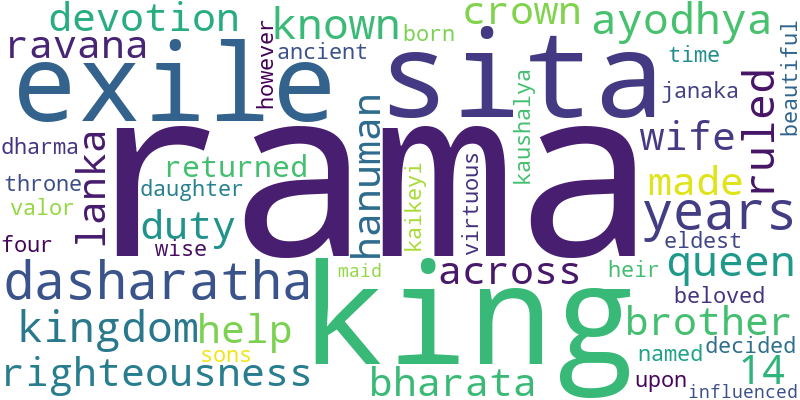 devotion
known
crown
ayodhya
ravana
however
ancient
born
time
beautiful
exile
sita
janaka
ruled
dharma
lanka
rama
hanuman
kaushalya
wife
returned
throne
daughter
kaikeyi
virtuous
made
valor
duty
years
four
wise
eldest
dasharatha
king
maid
across
heir
queen
beloved
kingdom
help
brother
sons
named
decided
righteousness
bharata
upon
14
influenced